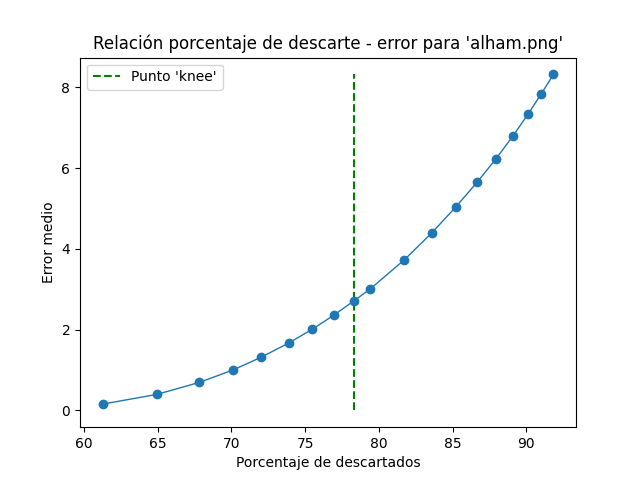 Relación porcentaje de descarte - error para 'alham.png'
Punto 'knee'
8
6
4
2
0
Error medio
60 65 70 75 80 85 90
Porcentaje de descartados